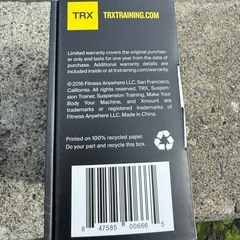 TRX
TRXTRAINING.COM
Limited warranty covers the original purchas-
er only and lasts for one year from the date of
purchase. Additional warranty details are
included inside or at trxtraining.com/warranty.
© 2016 Fitness Anywhere LLC, San Francisco,
California. All rights reserved. TRX, Suspen-
sion Trainer, Suspension Training, Make Your
Body Your Machine, and Xmount are
trademarks or registered trademarks of
Fitness Anywhere LLC. Made in China.
Printed on 100% recycled paper.
Do your part and recycle this box.
8 47585 00666 5